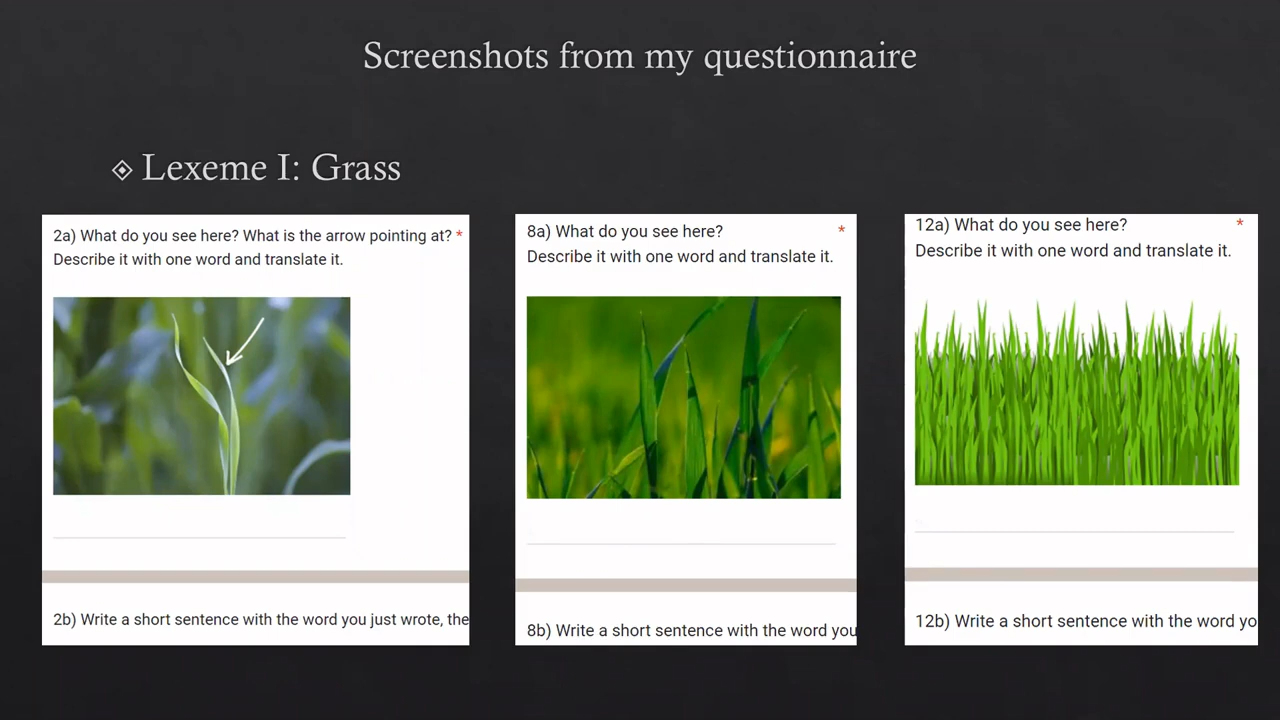 Screenshots from my questionnaire
Lexeme I: Grass
2a) What do you see here? What is the arrow pointing at? *
Describe it with one word and translate it.
2b) Write a short sentence with the word you just wrote, the
8a) What do you see here? *
Describe it with one word and translate it.
8b) Write a short sentence with the word you
12a) What do you see here? *
Describe it with one word and translate it.
12b) Write a short sentence with the word yo